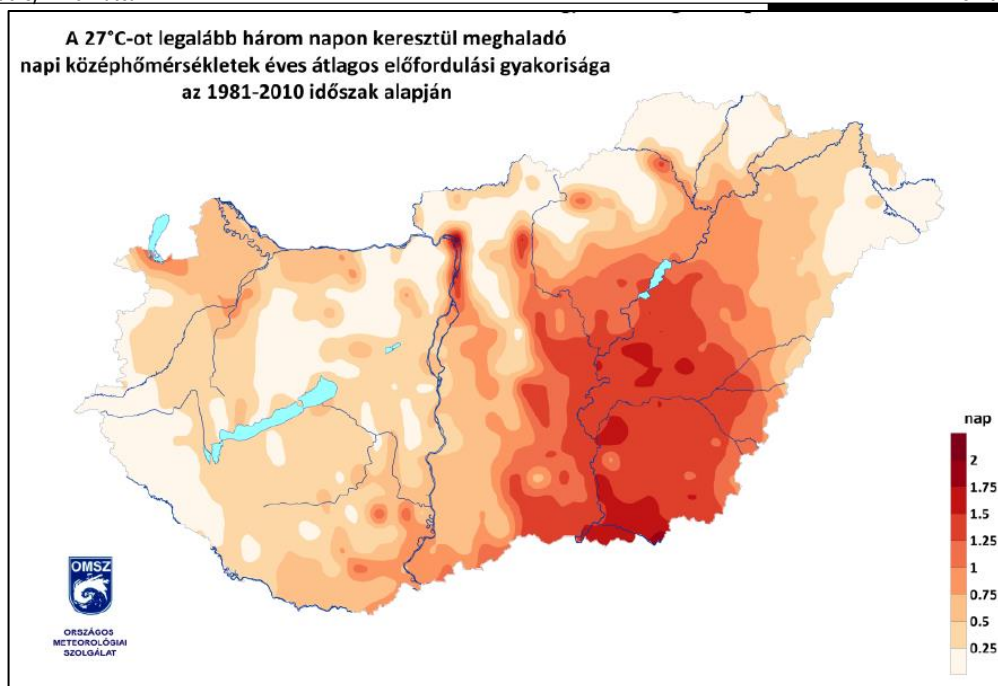 A 27°C-ot legalább három napon keresztül meghaladó
napi középhőmérsékletek éves átlagos előfordulási gyakorisága
az 1981-2010 időszak alapján
nap
2
1.75
1.5
1.25
1
0.75
0.5
0.25
OMSZ
ORSZÁGOS
METEOROLÓGIAI
SZOLGÁLAT